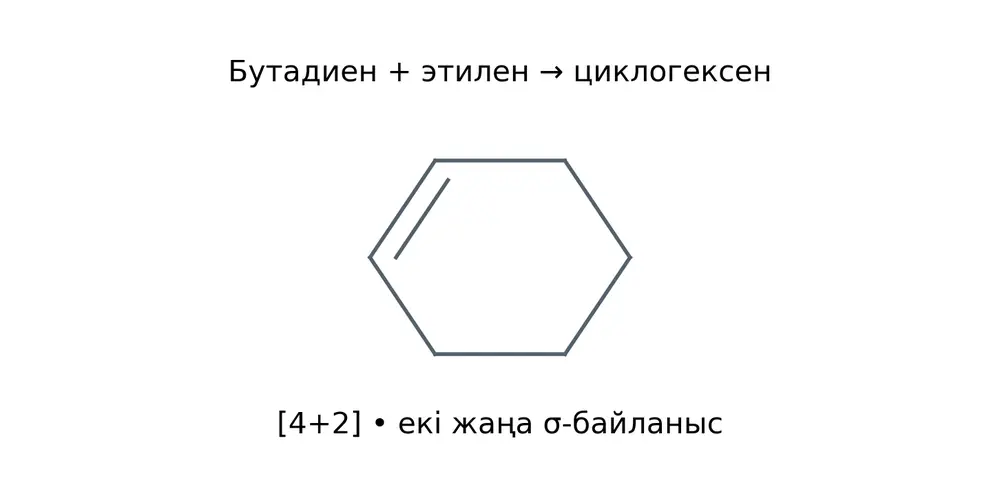 Бутадиен + этилен → циклогексен
[4+2] • екі жаңа σ-байланыс